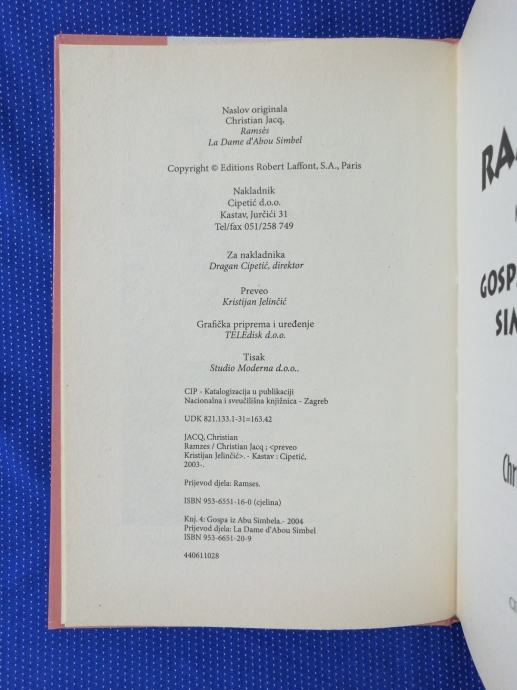 Naslov originala
Christian Jacq,
Ramsès
La Dame d'Abou Simbel
Copyright © Editions Robert Laffont, S.A., Paris
Nakladnik
Cipetić d.o.o.
Kastav, Jurčići 31
Tel/fax 051/258 749
Za nakladnika
Dragan Cipetić, direktor
Preveo
Kristijan Jelinčić
Grafička priprema i uređenje
TELEdisk d.o.o.
Tisak
Studio Moderna d.o.o..
CIP - Katalogizacija u publikaciji
Nacionalna i sveučilišna knjižnica - Zagreb
UDK 821.133.1-31=163.42
JACQ, Christian
Ramzes / Christian Jacq ; <preveo
Kristijan Jelinčić>. - Kastav : Cipetić,
2003-.
Prijevod djela: Ramses.
ISBN 953-6551-16-0 (cjelina)
Knj. 4: Gospa iz Abu Simbela.- 2004
Prijevod djela: La Dame d'Abou Simbel
ISBN 953-6651-20-9
440611028
GOSP
SIM
Chr